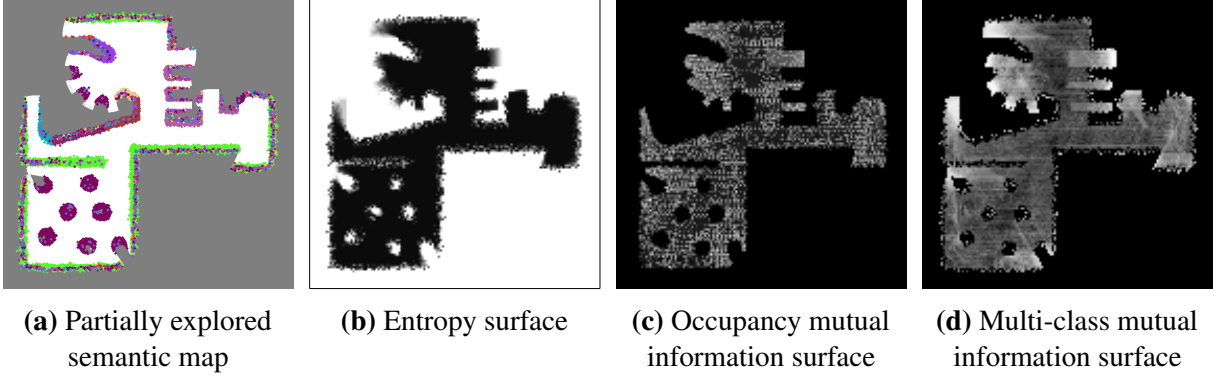 (a) Partially explored
semantic map
(b) Entropy surface
(c) Occupancy mutual
information surface
(d) Multi-class mutual
information surface